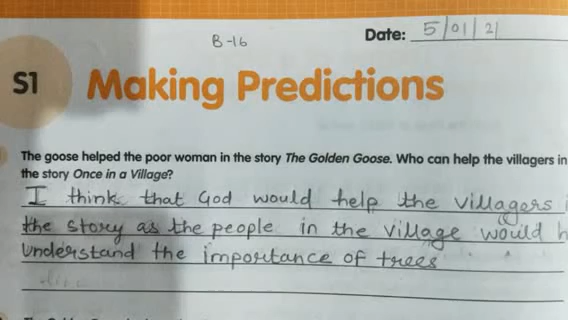 B-16
Date: 5/01/21
S1
Making Predictions
The goose helped the poor woman in the story The Golden Goose. Who can help the villagers in
the story Once in a Village?
I think that God would help the villagers
the story as the people in the village would
understand the importance of trees